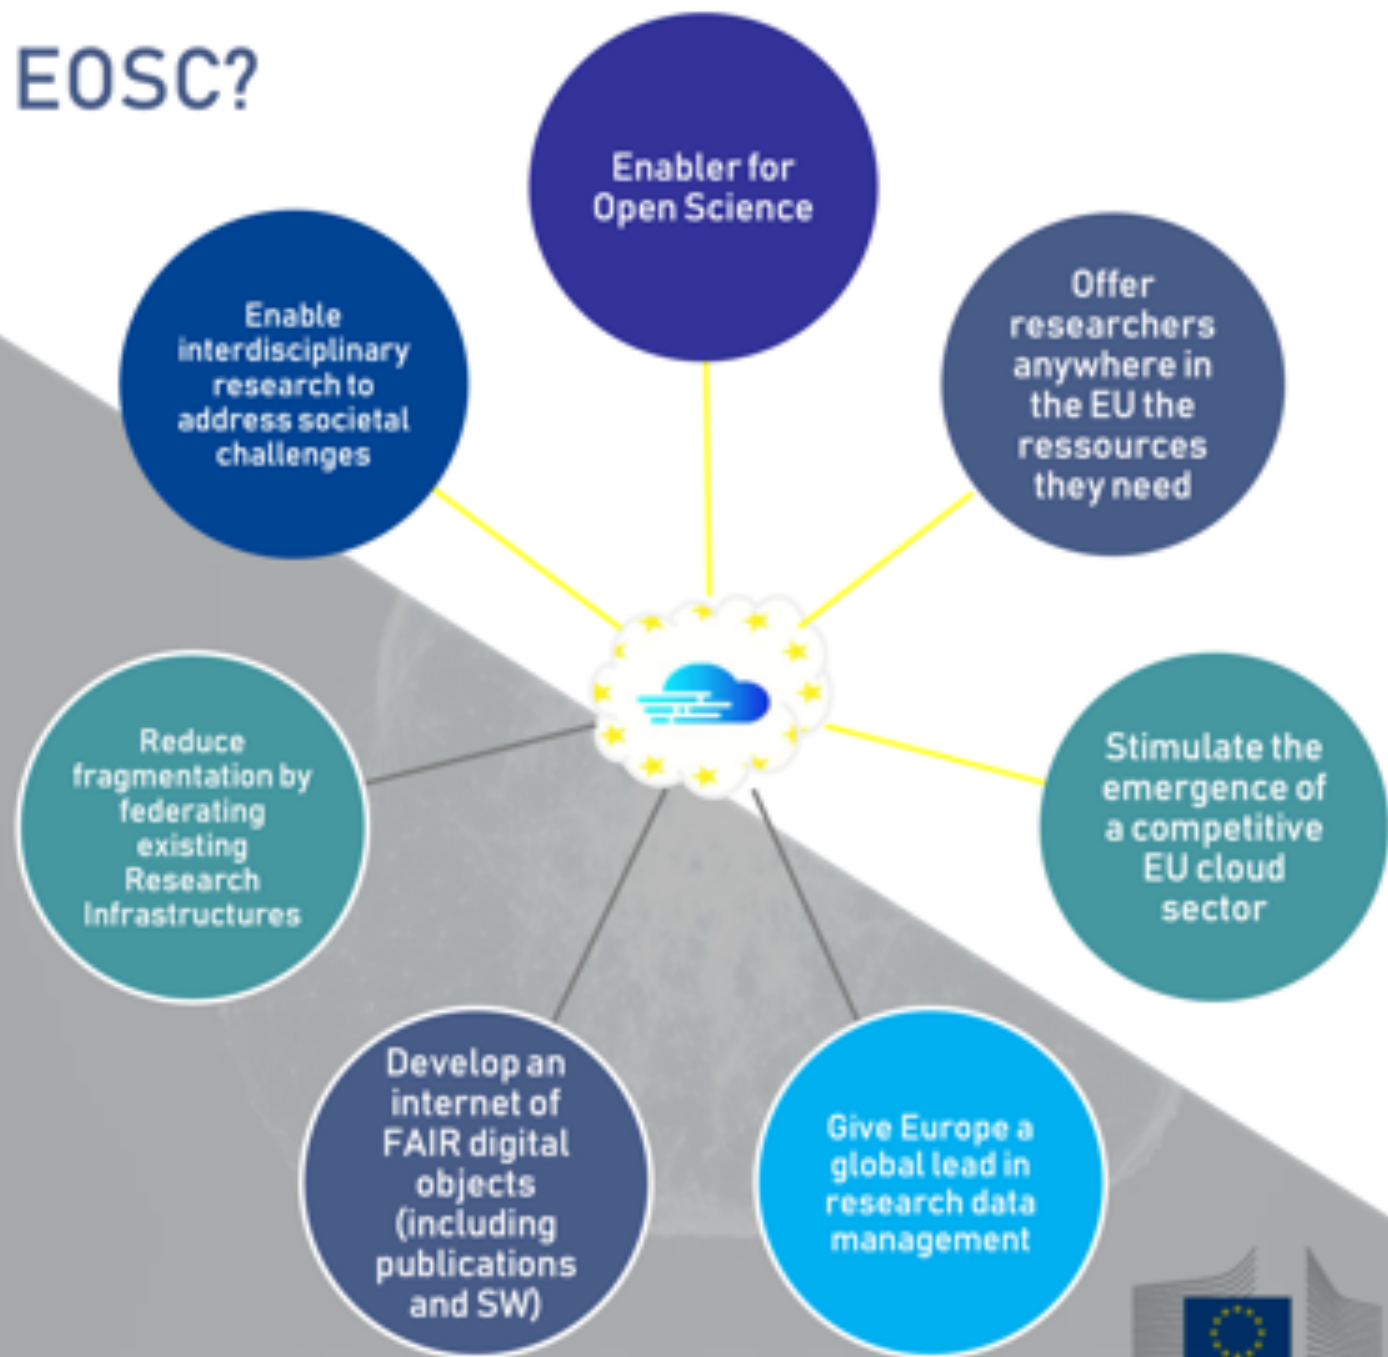 EOSC?
Enabler for
Open Science
Offer
researchers
anywhere in
the EU the
ressources
they need
Stimulate the
emergence of
a competitive
EU cloud
sector
Give Europe a
global lead in
research data
management
Develop an
internet of
FAIR digital
objects
(including
publications
and SW)
Reduce
fragmentation by
federating
existing
Research
Infrastructures
Enable
interdisciplinary
research to
address societal
challenges